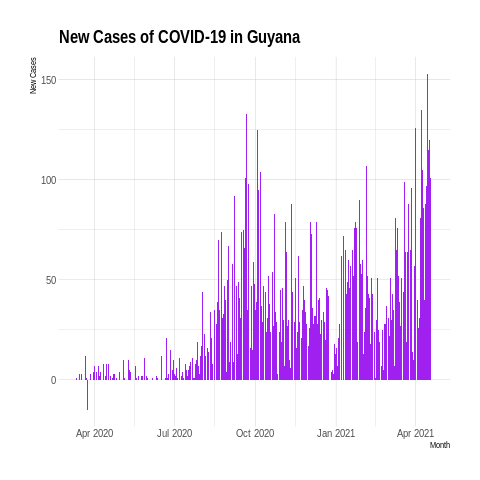 New Cases of COVID-19 in Guyana
New Cases
150
100
50
0
Apr 2020 Jul 2020 Oct 2020 Jan 2021 Apr 2021
Month